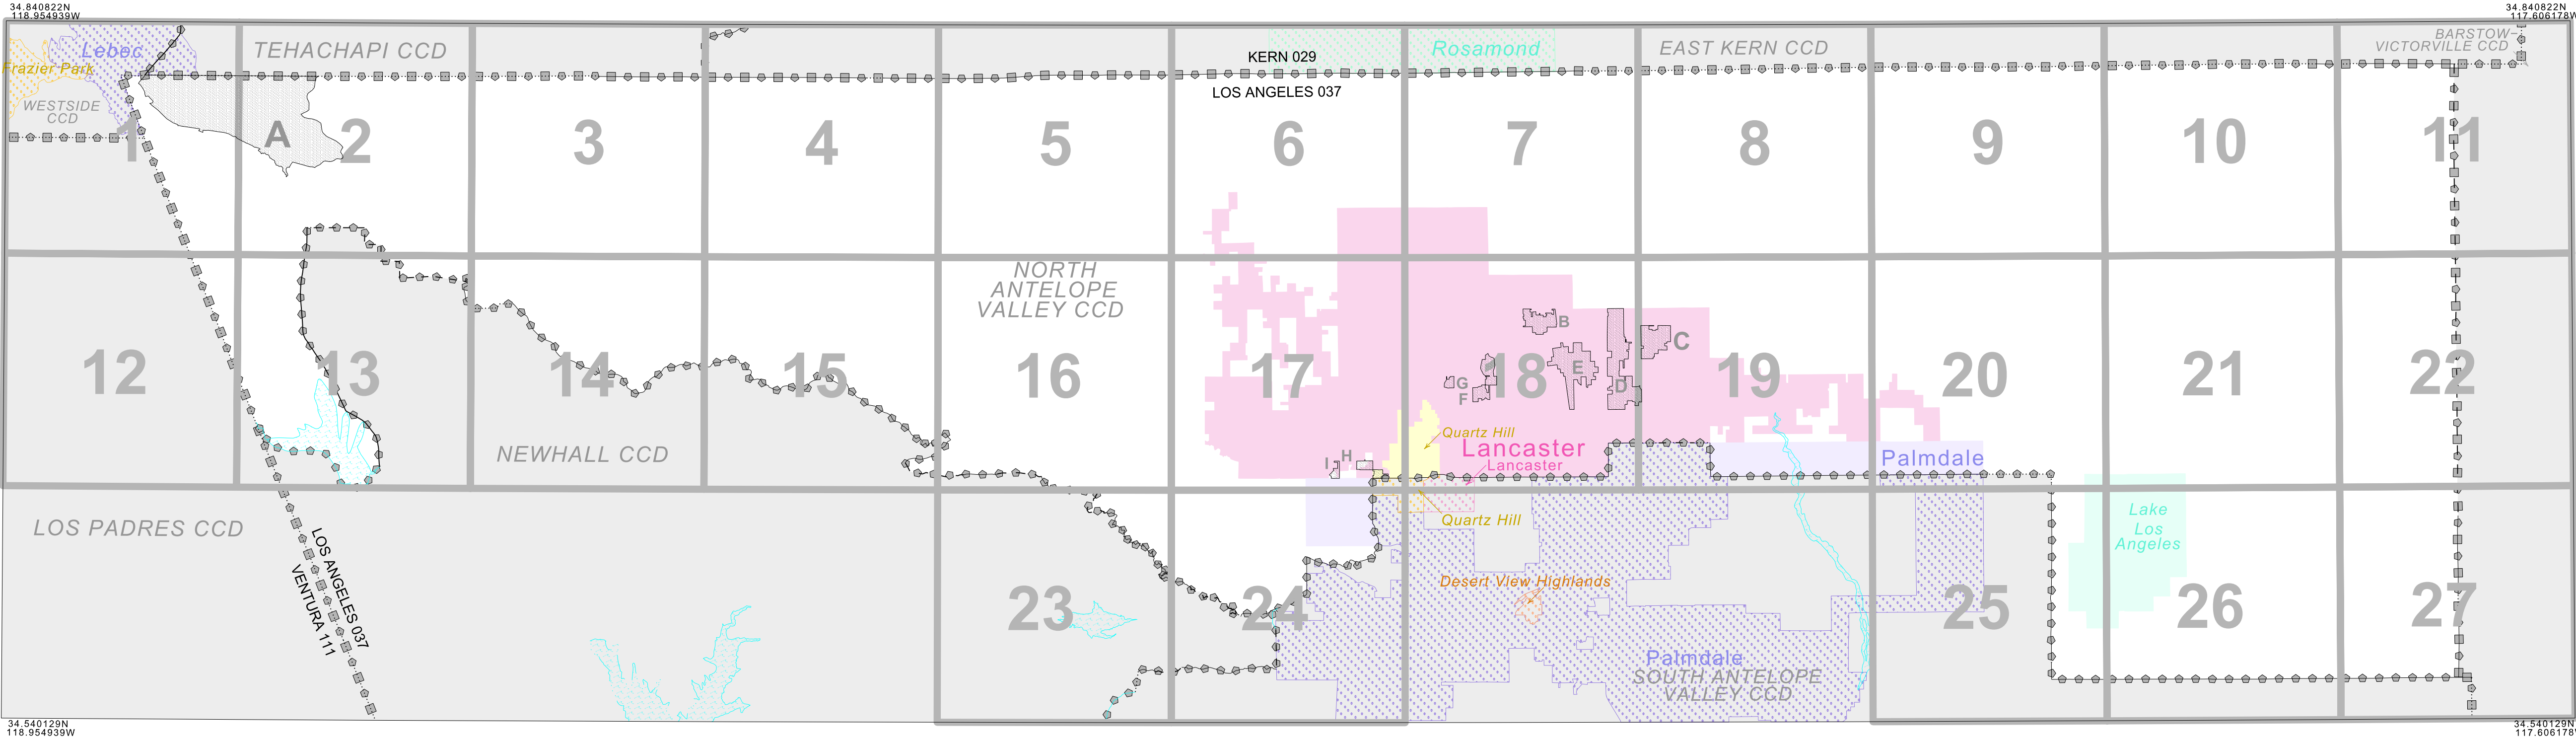 34.840822N
118.954939W
34.840822N
117.606178W
Lebec
TEHACHAPI CCD
KERN 029
Rosamond
EAST KERN CCD
BARSTOW-
VICTORVILLE CCD
Frazier Park
WESTSIDE
CCD
LOS ANGELES 037
1
A
2
3
4
5
6
7
8
9
10
11
NORTH
ANTELOPE
VALLEY CCD
B
C
12
13
14
15
16
17
G
F
18
E
D
19
20
21
22
Quartz Hill
Lancaster
NEWHALL CCD
I
H
Lancaster
Palmdale
LOS PADRES CCD
Quartz Hill
Lake
Los
Angeles
LOS ANGELES 037
VENTURA 111
Desert View Highlands
23
24
25
26
27
Palmdale
SOUTH ANTELOPE
VALLEY CCD
34.540129N
118.954939W
34.540129N
117.606178